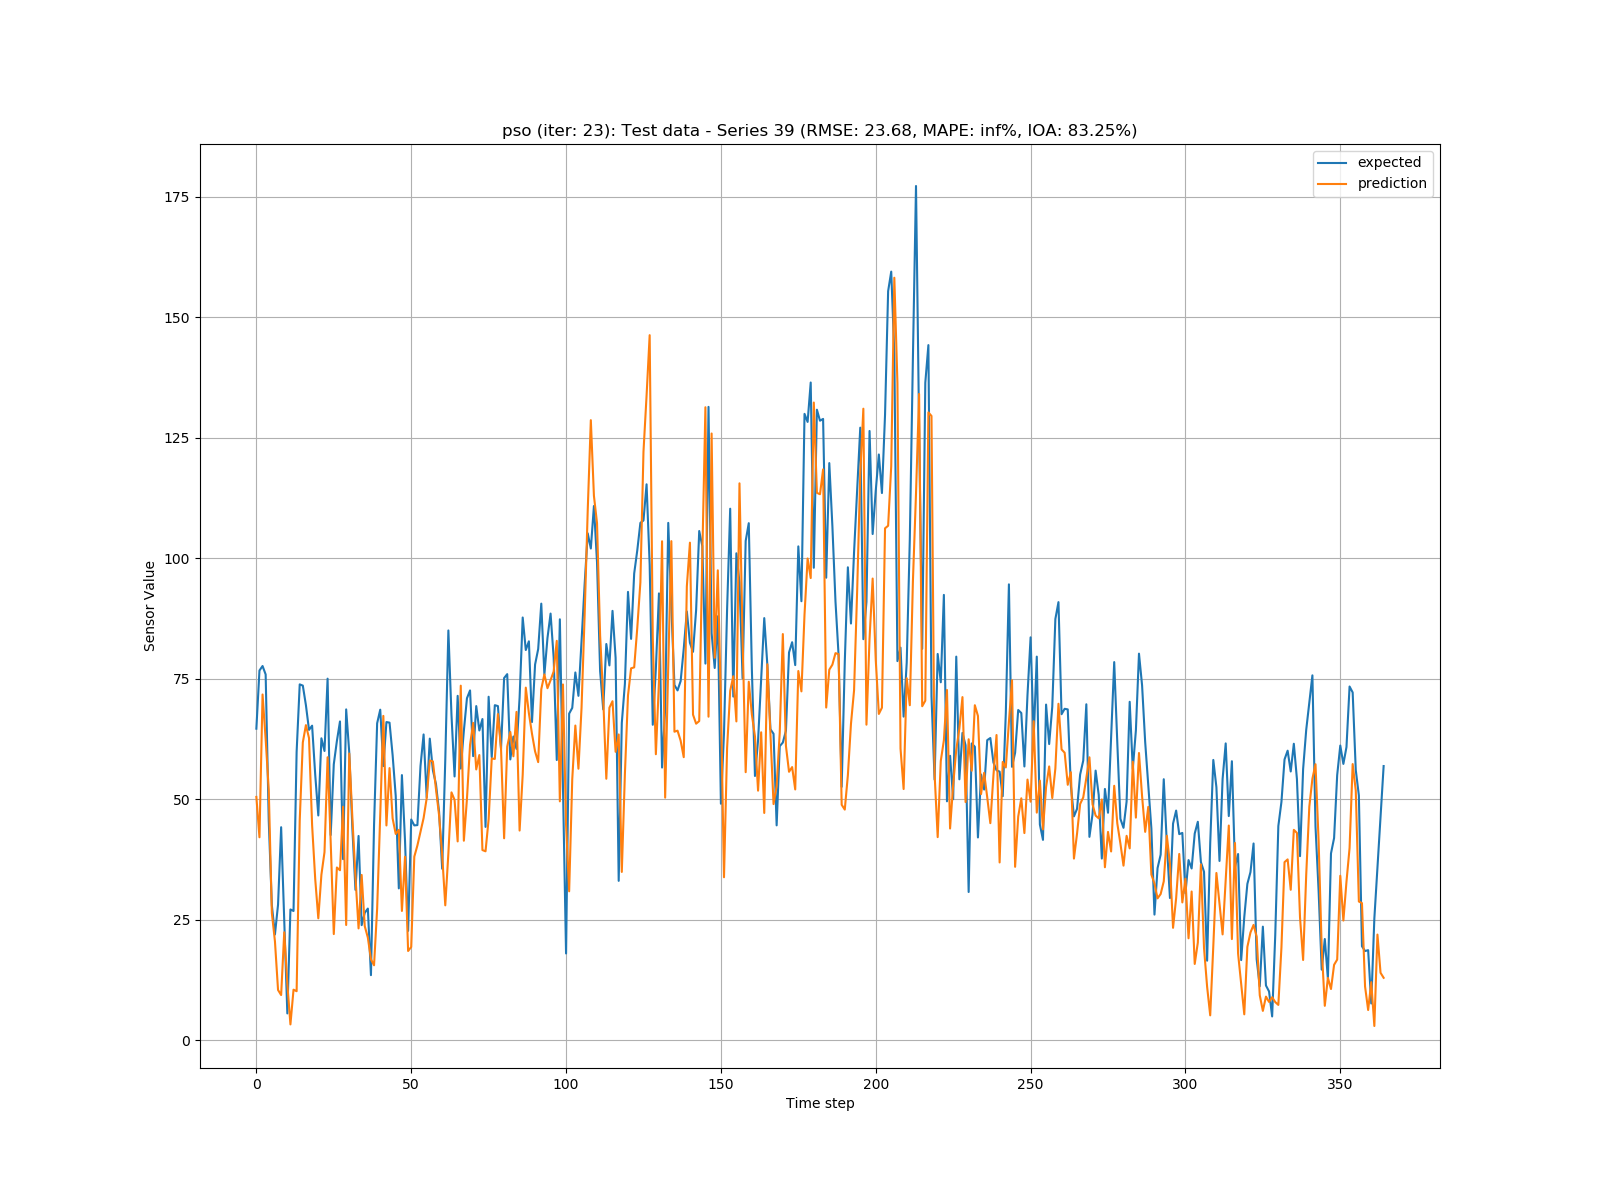 pso (iter: 23): Test data - Series 39 (RMSE: 23.68, MAPE: inf%, IOA: 83.25%)
expected
prediction
175
150
125
100
75
50
25
0
Sensor Value
0 50 100 150 200 250 300 350
Time step